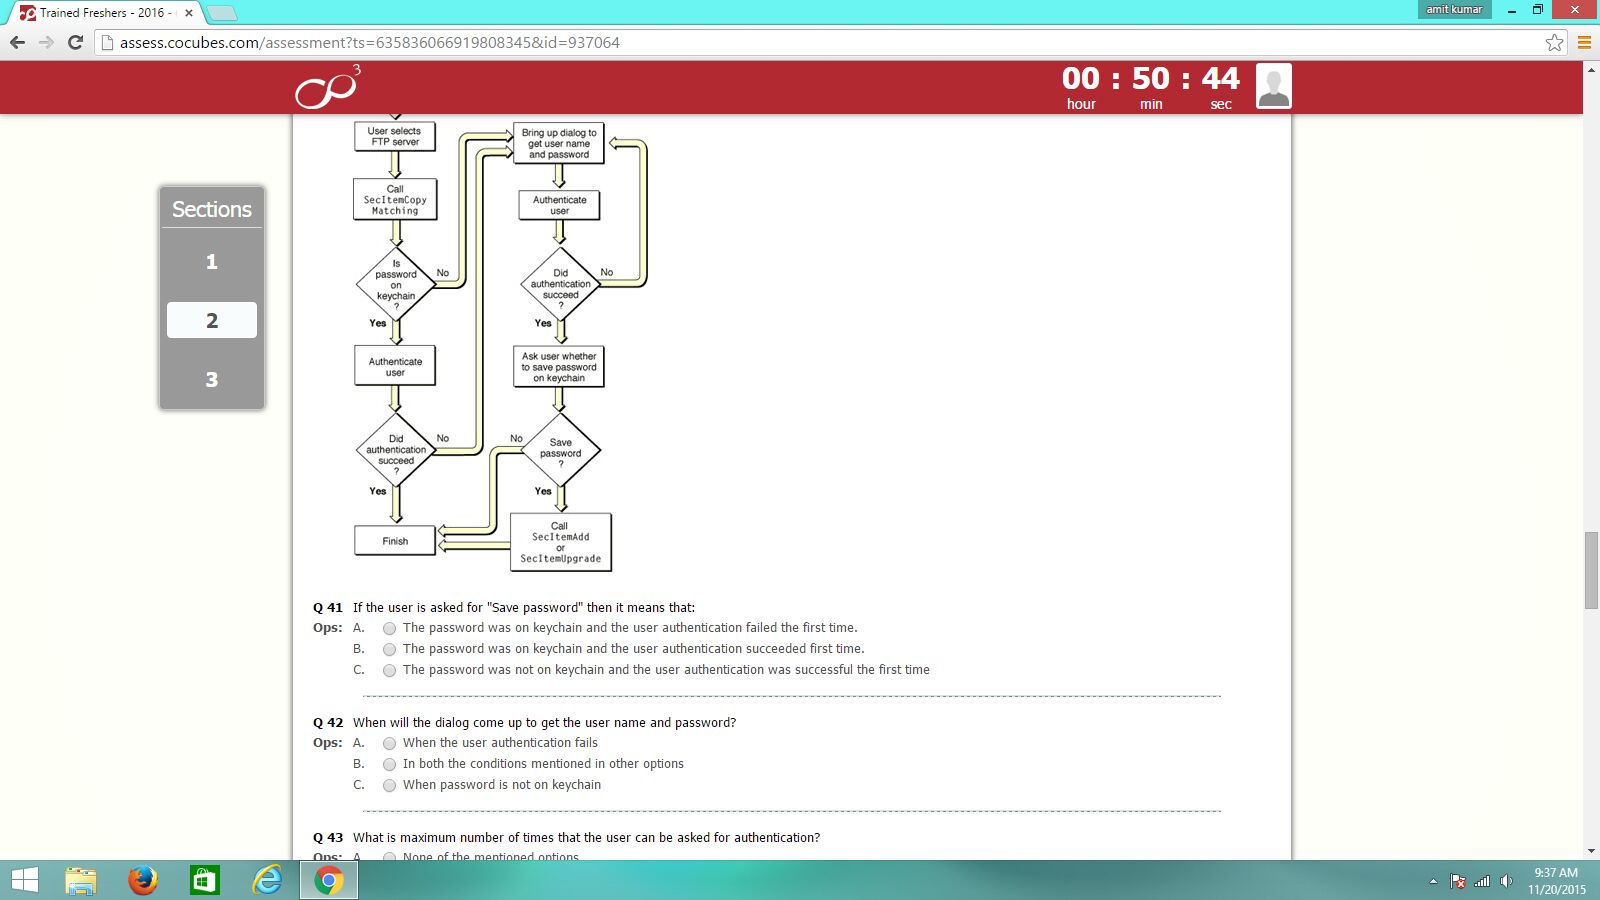 Trained Freshers - 2016 -
amit kumar
assess.cocubes.com/assessment?ts=635836066919808345&id=937064
3
00 : 50 : 44
hour min sec
Sections
1
2
3
User selects
FTP server
Call
SecItemCopy
Matching
Is
password
on
keychain
?
No
Yes
Authenticate
user
Did
authentication
succeed
?
No
Yes
Finish
Bring up dialog to
get user name
and password
Authenticate
user
Did
authentication
succeed
?
No
Yes
Ask user whether
to save password
on keychain
Save
password
?
No
Yes
Call
SecItemAdd
or
SecItemUpgrade
Q 41 If the user is asked for "Save password" then it means that:
Ops: A. The password was on keychain and the user authentication failed the first time.
B. The password was on keychain and the user authentication succeeded first time.
C. The password was not on keychain and the user authentication was successful the first time
Q 42 When will the dialog come up to get the user name and password?
Ops: A. When the user authentication fails
B. In both the conditions mentioned in other options
C. When password is not on keychain
Q 43 What is maximum number of times that the user can be asked for authentication?
Ops: A. None of the mentioned options
9:37 AM
11/20/2015